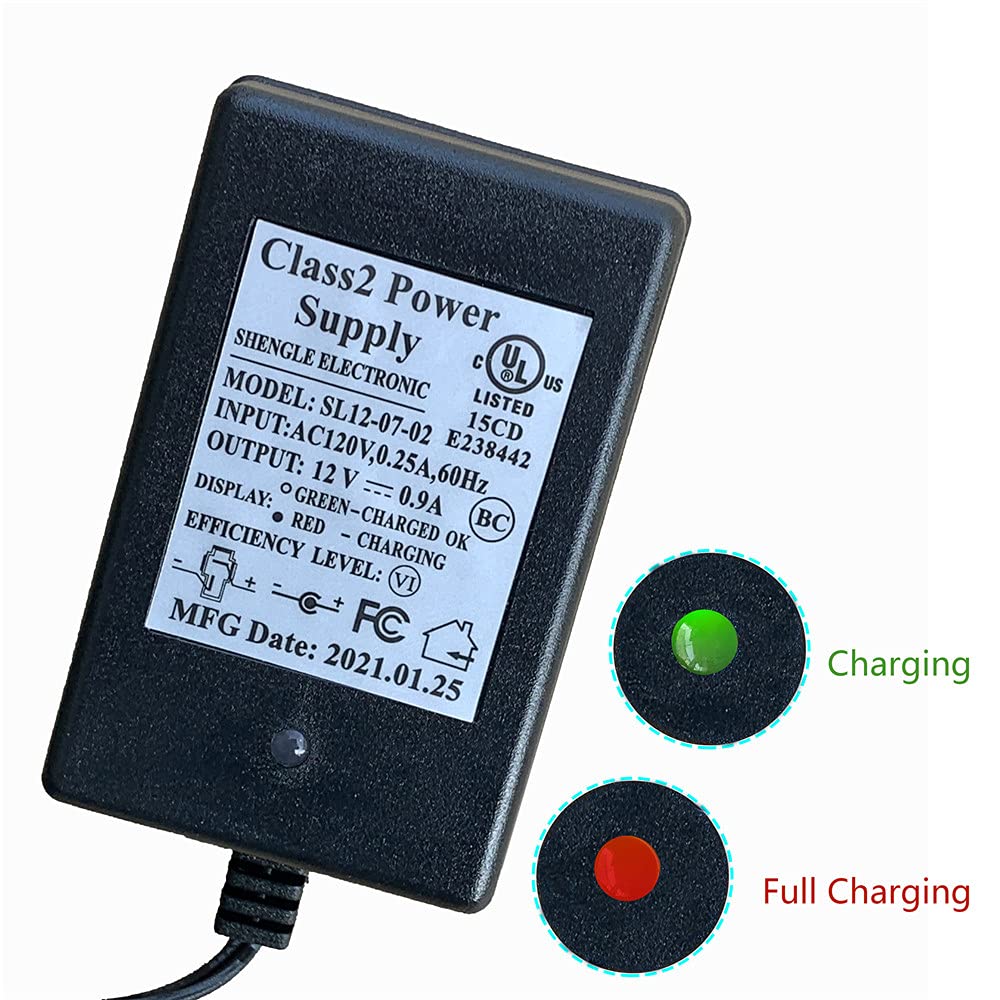 Class2 Power
Supply
SHENGLE ELECTRONIC
C UL ® US
LISTED
15CD
E238442
MODEL: SL12-07-02
INPUT:AC120V,0.25A,60Hz
OUTPUT: 12 V ⎓ 0.9A
BC
DISPLAY: ○ GREEN-CHARGED OK
● RED - CHARGING
EFFICIENCY LEVEL: VI
- + - + FC
MFG Date: 2021.01.25
Charging
Full Charging